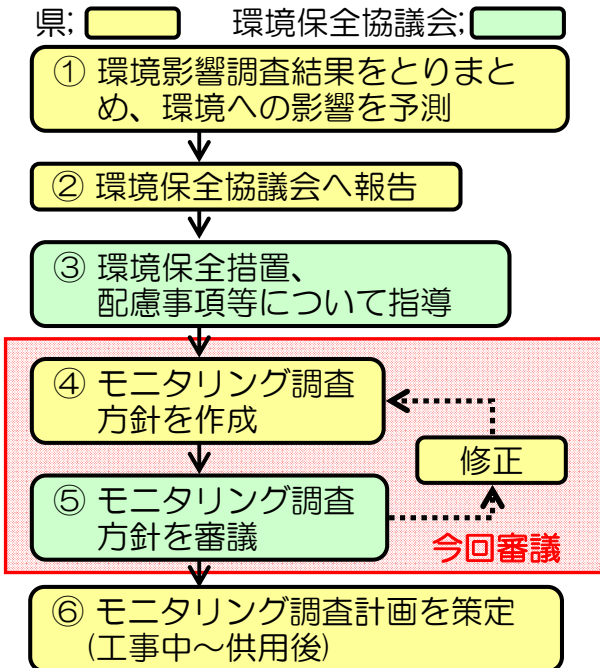 県;　環境保全協議会;
① 環境影響調査結果をとりまと
め、環境への影響を予測
② 環境保全協議会へ報告
③ 環境保全措置、
配慮事項等について指導
④ モニタリング調査
方針を作成
修正
⑤ モニタリング調査
方針を審議
今回審議
⑥ モニタリング調査計画を策定
(工事中～供用後)